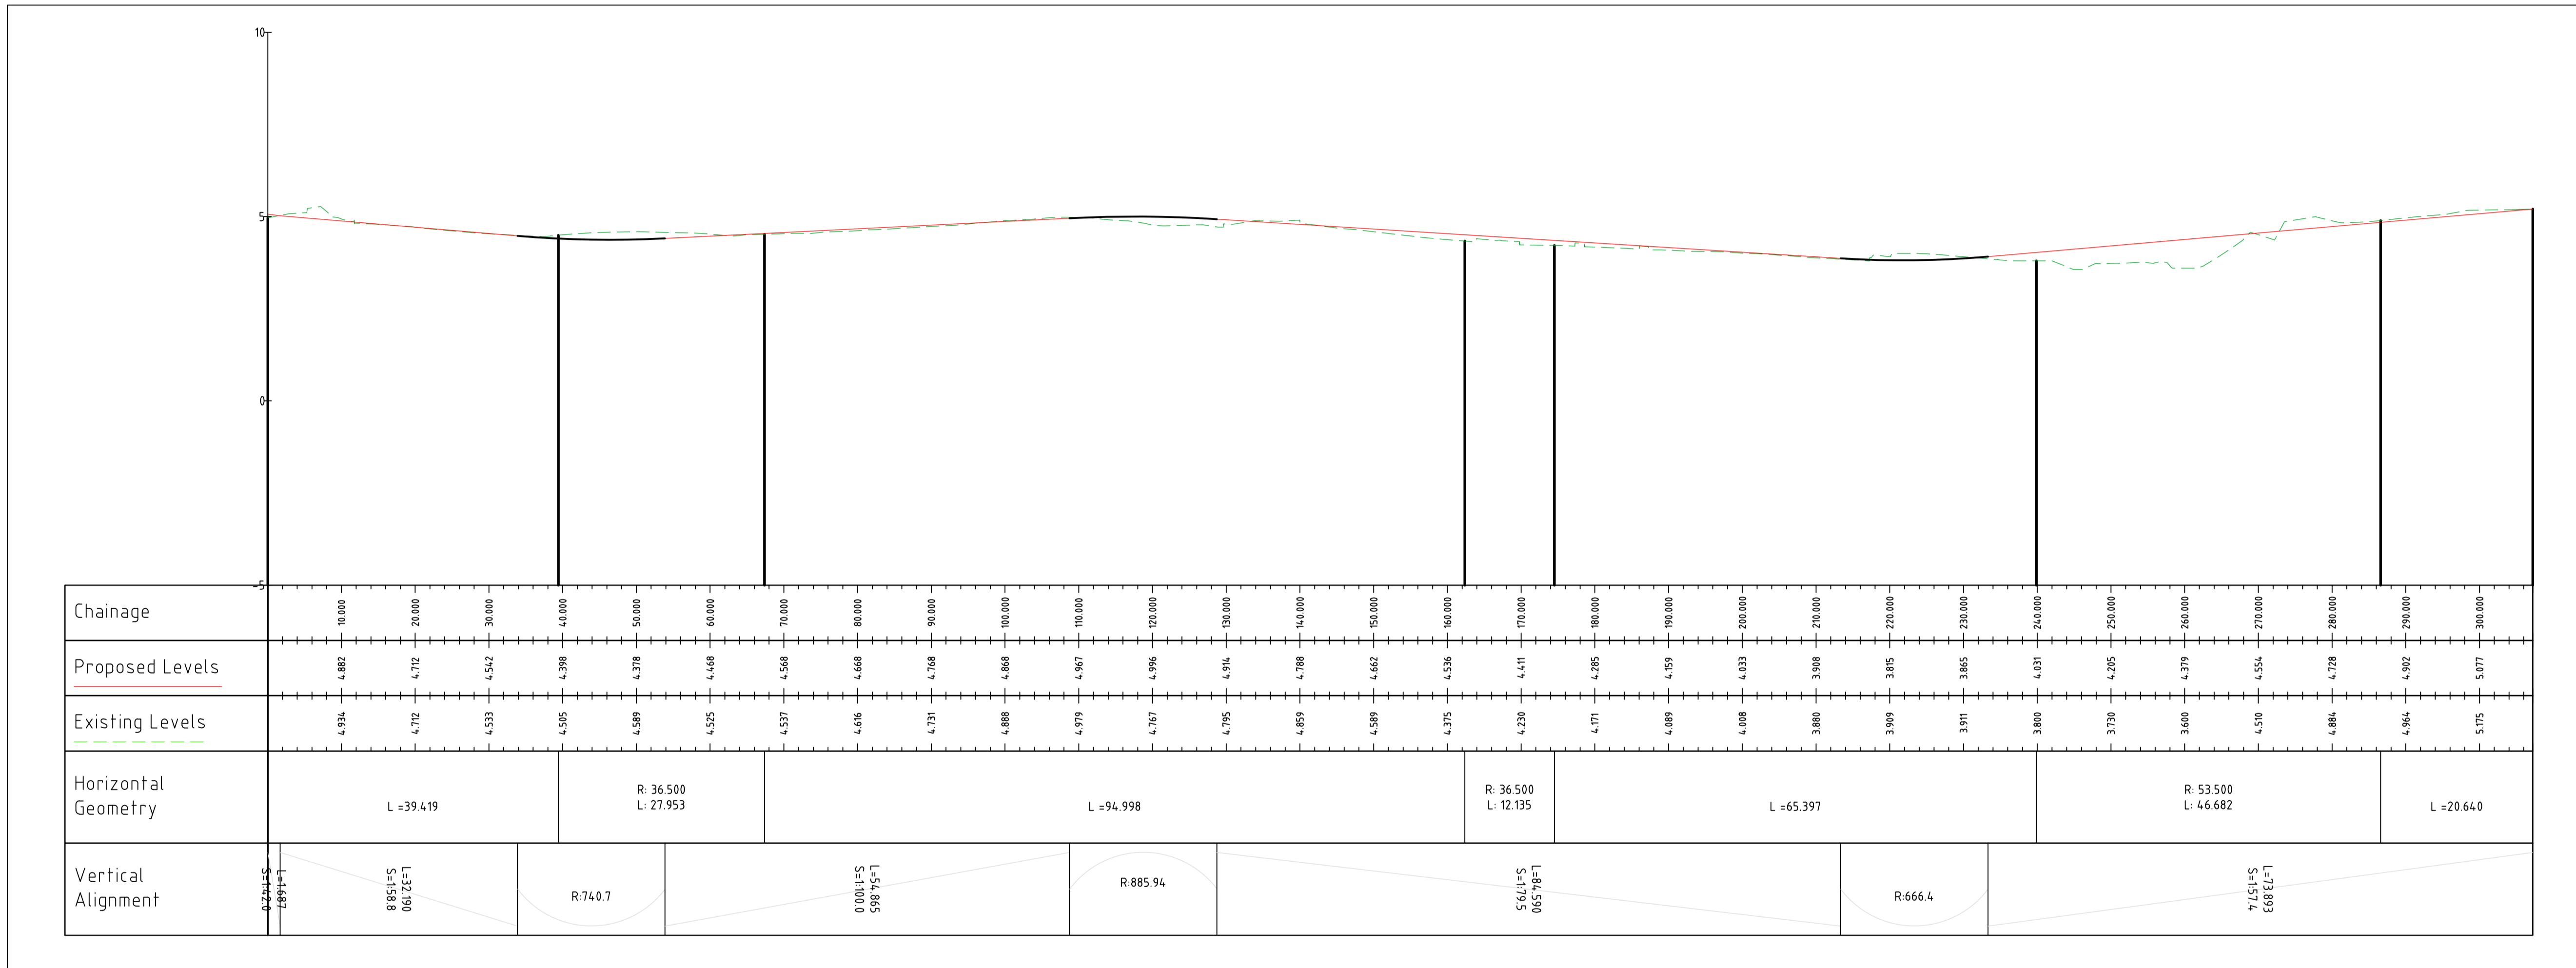 10
5
0
-5
Chainage
10.000 20.000 30.000 40.000 50.000 60.000 70.000 80.000 90.000 100.000 110.000 120.000 130.000 140.000 150.000 160.000 170.000 180.000 190.000 200.000 210.000 220.000 230.000 240.000 250.000 260.000 270.000 280.000 290.000 300.000
Proposed Levels
4.882 4.712 4.542 4.398 4.378 4.468 4.568 4.668 4.768 4.868 4.967 4.996 4.914 4.788 4.662 4.536 4.411 4.285 4.159 4.033 3.908 3.815 3.865 4.031 4.205 4.379 4.554 4.728 4.902 5.077
Existing Levels
4.934 4.712 4.533 4.505 4.589 4.525 4.537 4.616 4.731 4.888 4.979 4.767 4.795 4.859 4.589 4.375 4.230 4.171 4.089 4.008 3.880 3.909 3.911 3.800 3.730 3.600 4.510 4.884 4.964 5.175
Horizontal
Geometry
L =39.419
R: 36.500
L: 27.953
L =94.998
R: 36.500
L: 12.135
L =65.397
R: 53.500
L: 46.682
L =20.640
Vertical
Alignment
L=1.687
S=1:42.0
L=32.190
S=1:58.8
R:740.7
L=54.865
S=1:100.0
R:885.94
L=84.590
S=1:79.5
R:666.4
L=73.893
S=1:57.4